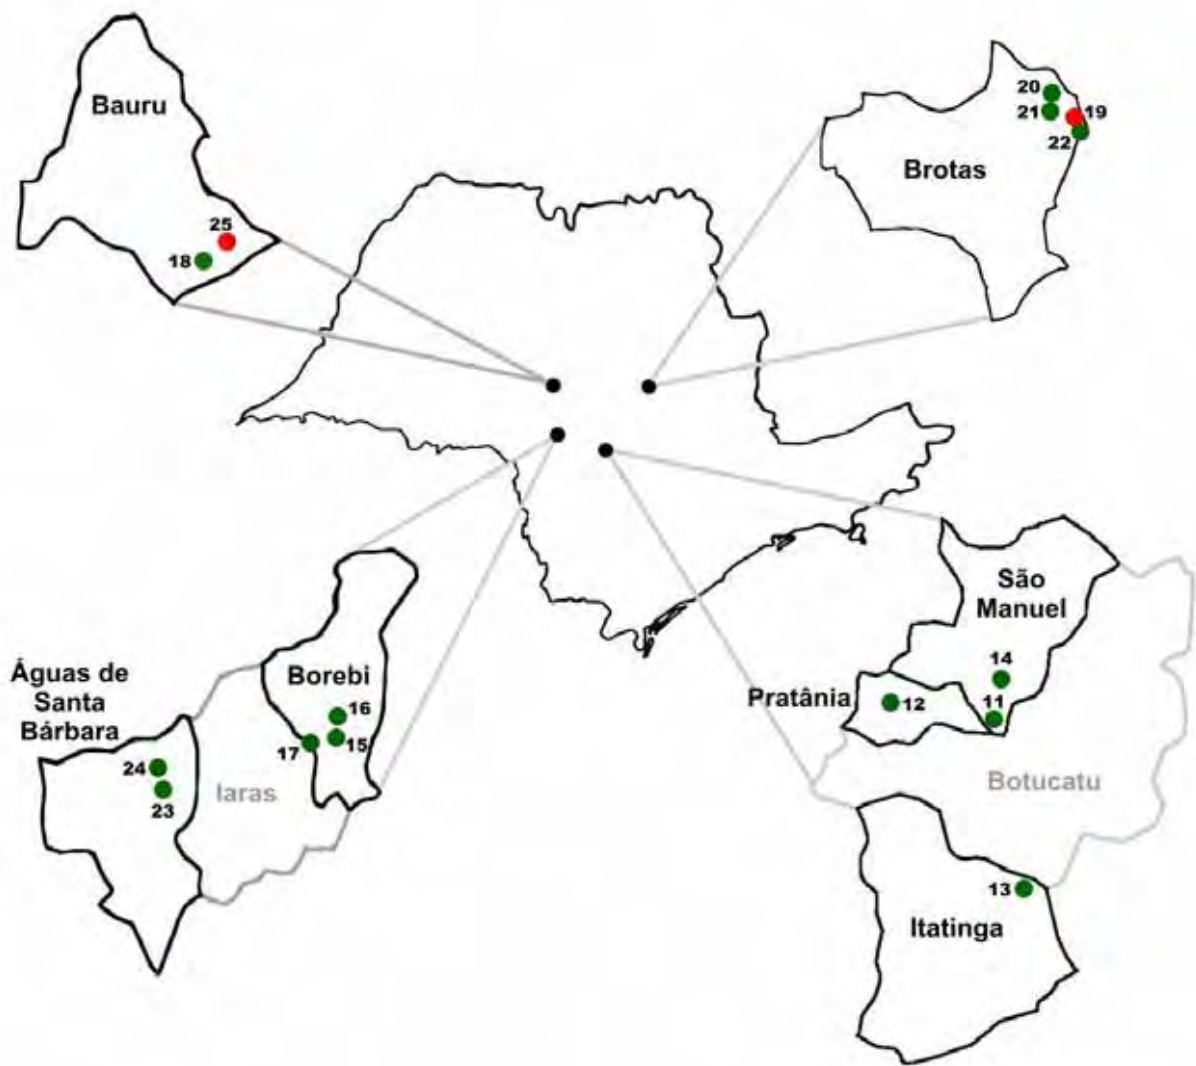 Bauru
25
18
20
21
19
22
Brotas
Águas de
Santa
Bárbara
24
23
Iaras
Borebi
16
15
17
São
Manuel
14
11
Pratânia
12
Botucatu
13
Itatinga